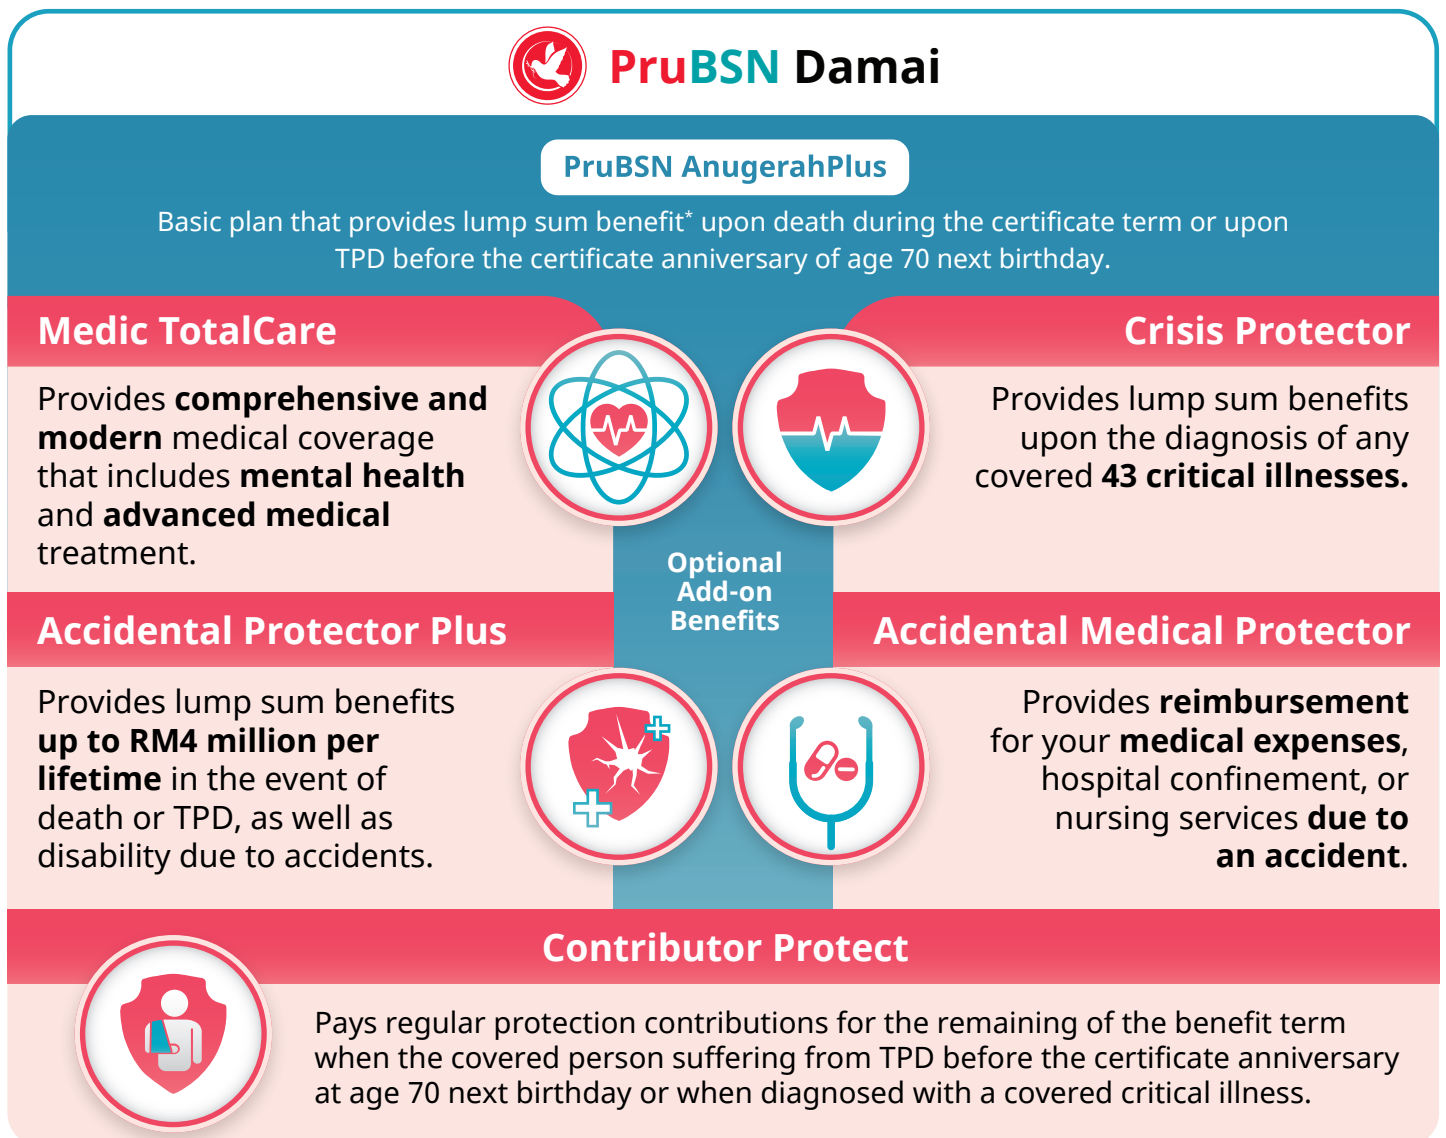 PruBSN Damai
PruBSN AnugerahPlus
Basic plan that provides lump sum benefit* upon death during the certificate term or upon
TPD before the certificate anniversary of age 70 next birthday.
Medic TotalCare
Provides comprehensive and
modern medical coverage
that includes mental health
and advanced medical
treatment.
Crisis Protector
Provides lump sum benefits
upon the diagnosis of any
covered 43 critical illnesses.
Optional
Add-on
Benefits
Accidental Protector Plus
Provides lump sum benefits
up to RM4 million per
lifetime in the event of
death or TPD, as well as
disability due to accidents.
Accidental Medical Protector
Provides reimbursement
for your medical expenses,
hospital confinement, or
nursing services due to
an accident.
Contributor Protect
Pays regular protection contributions for the remaining of the benefit term
when the covered person suffering from TPD before the certificate anniversary
at age 70 next birthday or when diagnosed with a covered critical illness.